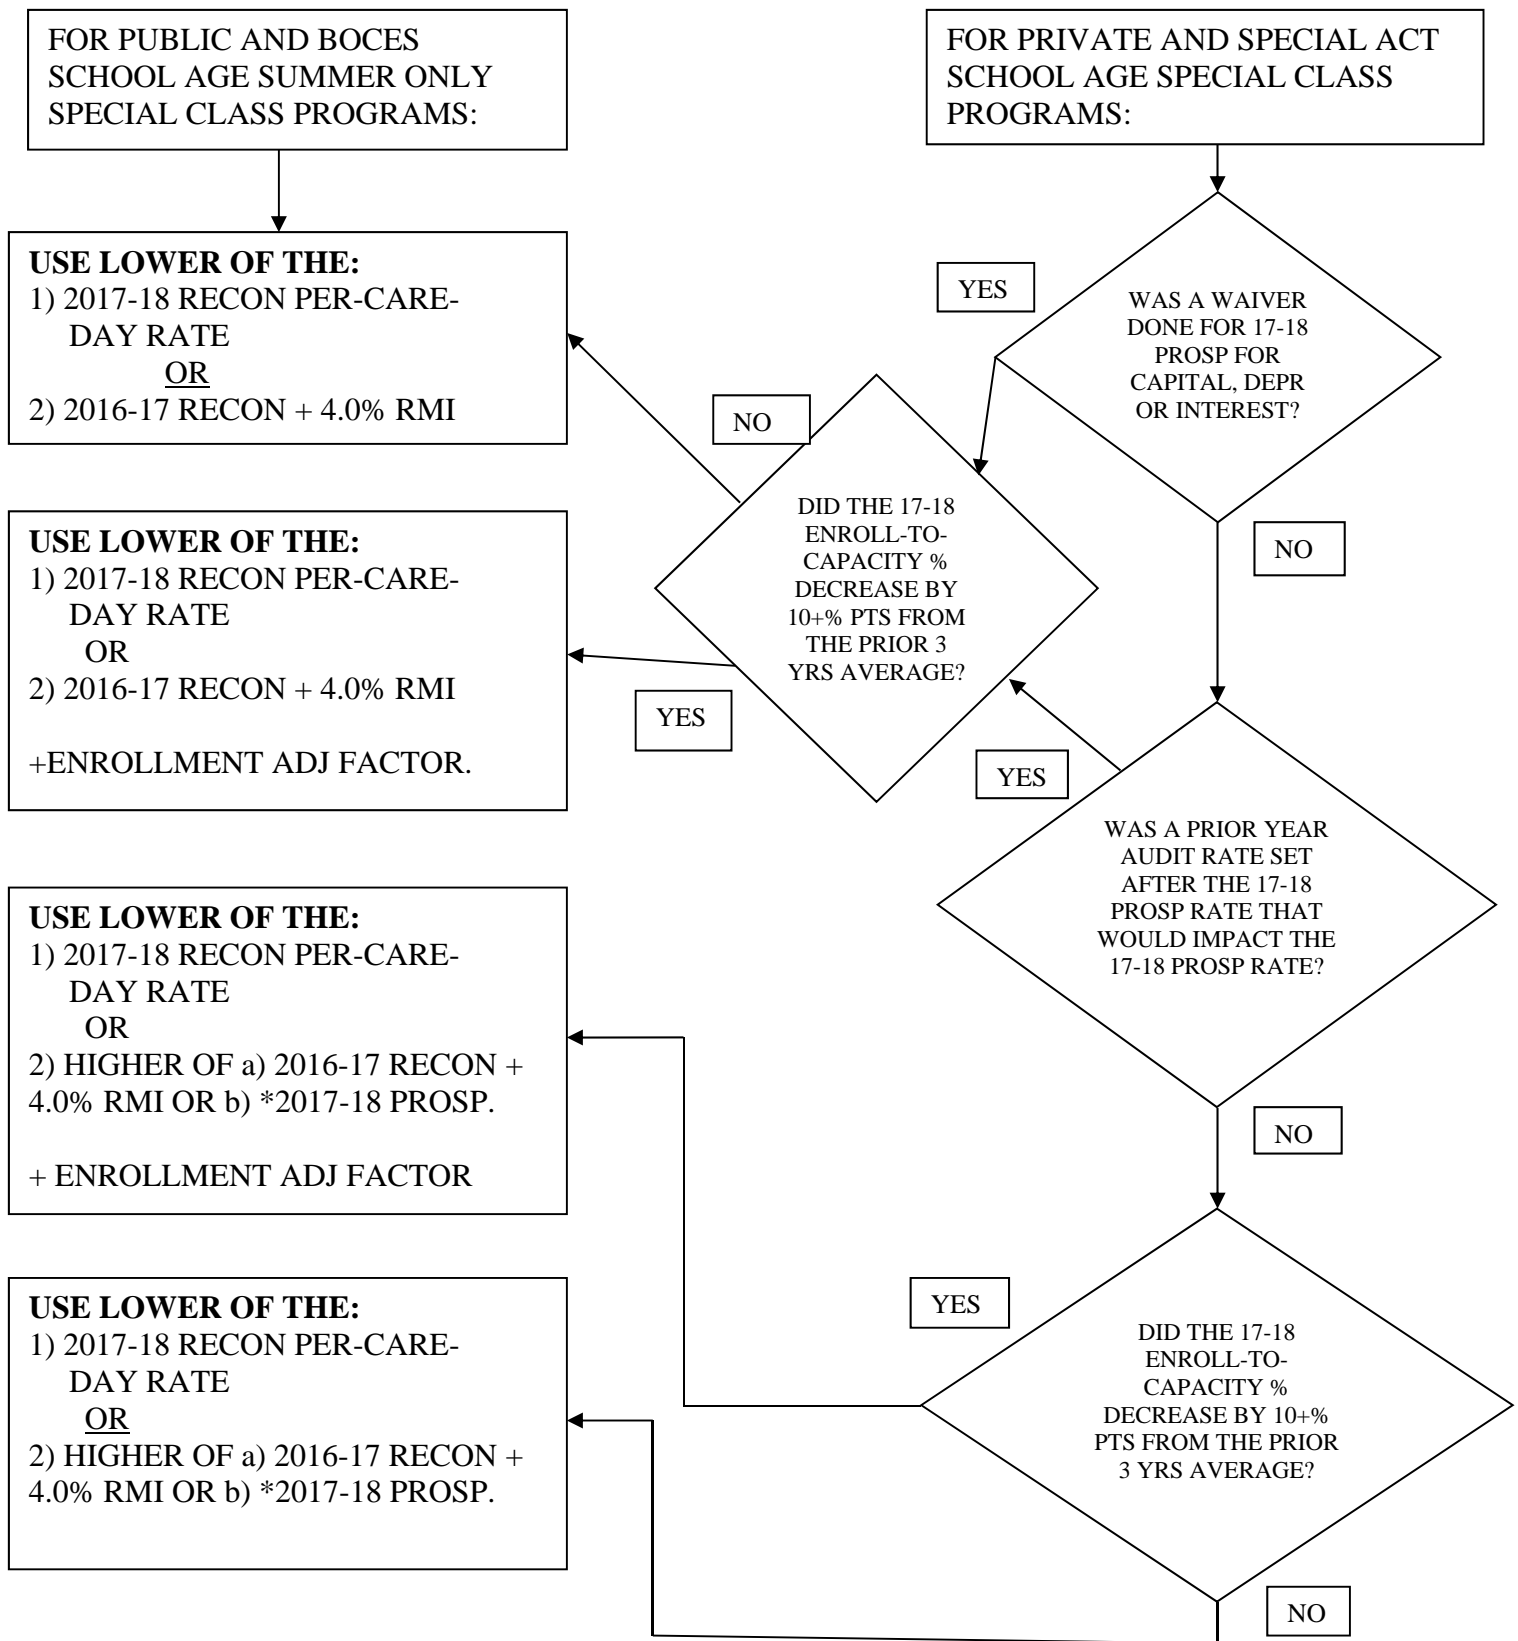 FOR PUBLIC AND BOCES
SCHOOL AGE SUMMER ONLY
SPECIAL CLASS PROGRAMS:
FOR PRIVATE AND SPECIAL ACT
SCHOOL AGE SPECIAL CLASS
PROGRAMS:
USE LOWER OF THE:
1) 2017-18 RECON PER-CARE-
DAY RATE
OR
2) 2016-17 RECON + 4.0% RMI
YES
WAS A WAIVER
DONE FOR 17-18
PROSP FOR
CAPITAL, DEPR
OR INTEREST?
NO
NO
DID THE 17-18
ENROLL-TO-
CAPACITY %
DECREASE BY
10+% PTS FROM
THE PRIOR 3
YRS AVERAGE?
USE LOWER OF THE:
1) 2017-18 RECON PER-CARE-
DAY RATE
OR
2) 2016-17 RECON + 4.0% RMI
+ENROLLMENT ADJ FACTOR.
YES
YES
WAS A PRIOR YEAR
AUDIT RATE SET
AFTER THE 17-18
PROSP RATE THAT
WOULD IMPACT THE
17-18 PROSP RATE?
NO
USE LOWER OF THE:
1) 2017-18 RECON PER-CARE-
DAY RATE
OR
2) HIGHER OF a) 2016-17 RECON +
4.0% RMI OR b) *2017-18 PROSP.
+ ENROLLMENT ADJ FACTOR
YES
DID THE 17-18
ENROLL-TO-
CAPACITY %
DECREASE BY 10+%
PTS FROM THE PRIOR
3 YRS AVERAGE?
NO
USE LOWER OF THE:
1) 2017-18 RECON PER-CARE-
DAY RATE
OR
2) HIGHER OF a) 2016-17 RECON +
4.0% RMI OR b) *2017-18 PROSP.